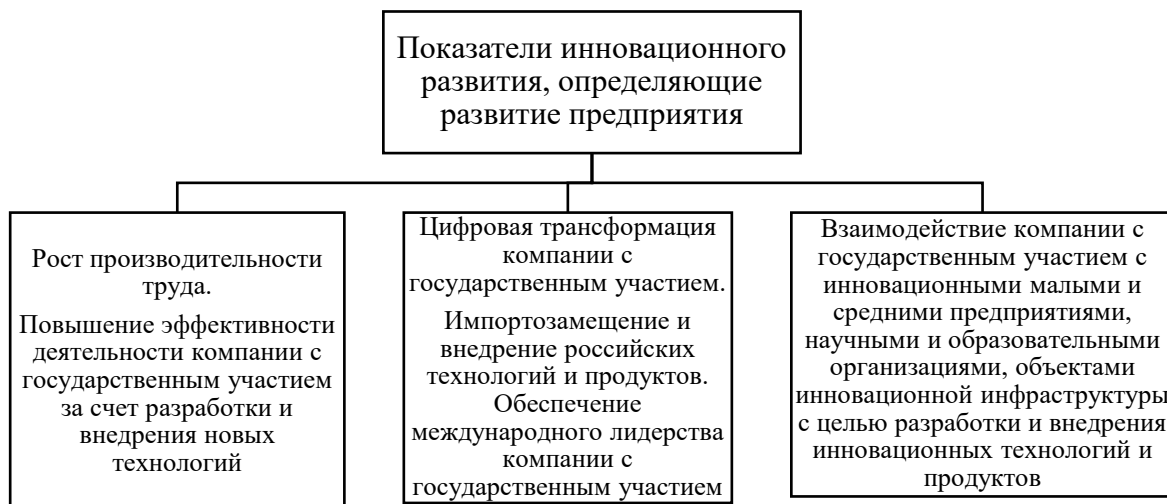 Показатели инновационного
развития, определяющие
развитие предприятия
Рост производительности
труда.
Повышение эффективности
деятельности компании с
государственным участием
за счет разработки и
внедрения новых
технологий
Цифровая трансформация
компании с
государственным участием.
Импортозамещение и
внедрение российских
технологий и продуктов.
Обеспечение
международного лидерства
компании с
государственным участием
Взаимодействие компании с
государственным участием с
инновационными малыми и
средними предприятиями,
научными и образовательными
организациями, объектами
инновационной инфраструктуры
с целью разработки и внедрения
инновационных технологий и
продуктов